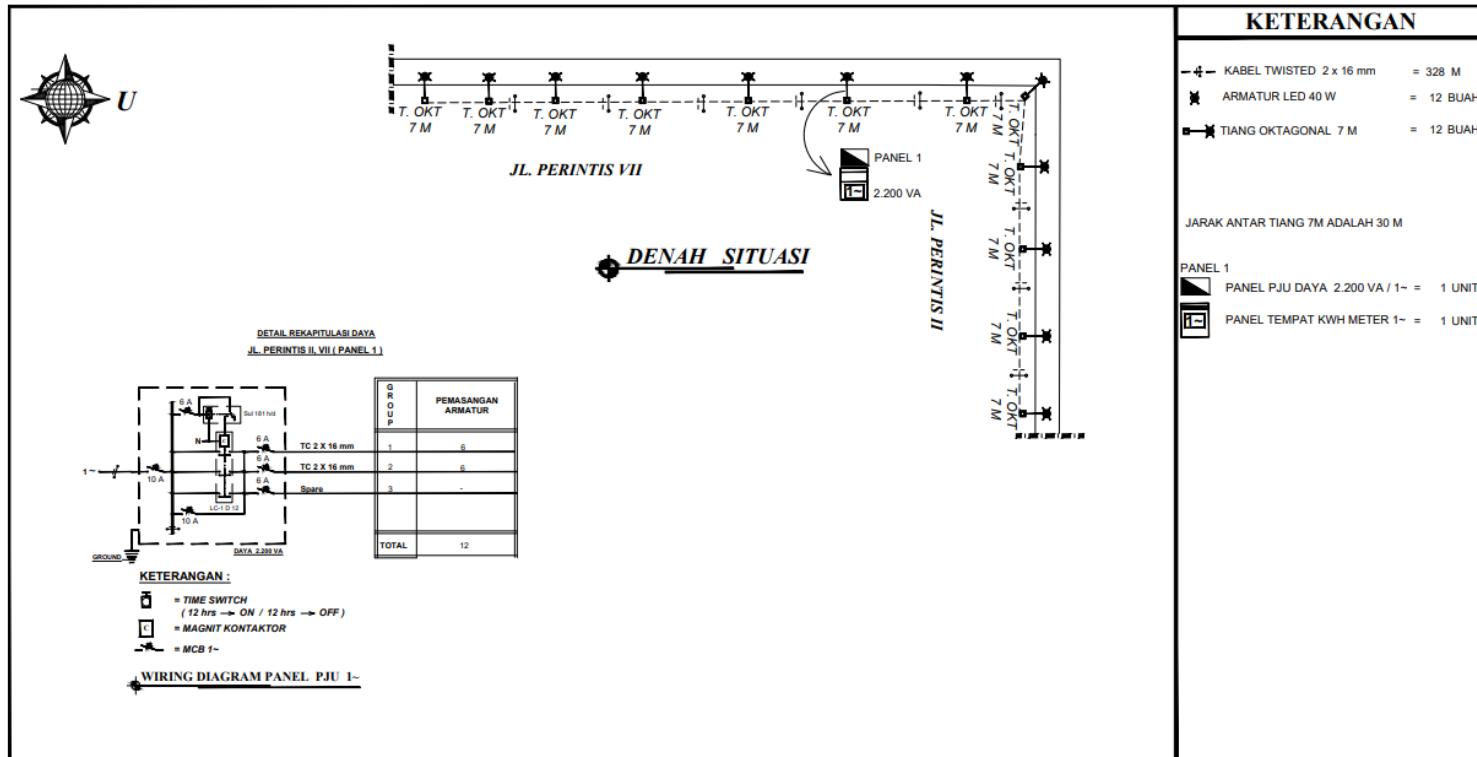 U
T. OKT
7 M
T. OKT
7 M
T. OKT
7 M
T. OKT
7 M
T. OKT
7 M
T. OKT
7 M
T. OKT
7 M
T. OKT
7 M
T. OKT
7 M
T. OKT
7 M
T. OKT
7 M
T. OKT
7 M
JL. PERINTIS VII
PANEL 1
1~ 2.200 VA
JL. PERINTIS II
DENAH SITUASI
DETAIL REKAPITULASI DAYA
JL. PERINTIS II, VII ( PANEL 1 )
6 A
Sul 181 h/d
N
6 A
TC 2 X 16 mm
6 A
TC 2 X 16 mm
1~
10 A
6 A
Spare
LC-1 D 12
10 A
GROUND
DAYA 2.200 VA
GROUP PEMASANGAN
ARMATUR
1 6
2 6
3 -
TOTAL 12
KETERANGAN :
= TIME SWITCH
( 12 hrs → ON / 12 hrs → OFF )
C = MAGNIT KONTAKTOR
= MCB 1~
WIRING DIAGRAM PANEL PJU 1~
KETERANGAN
KABEL TWISTED 2 x 16 mm = 328 M
ARMATUR LED 40 W = 12 BUAH
TIANG OKTAGONAL 7 M = 12 BUAH
JARAK ANTAR TIANG 7M ADALAH 30 M
PANEL 1
PANEL PJU DAYA 2.200 VA / 1~ = 1 UNIT
1~ PANEL TEMPAT KWH METER 1~ = 1 UNIT